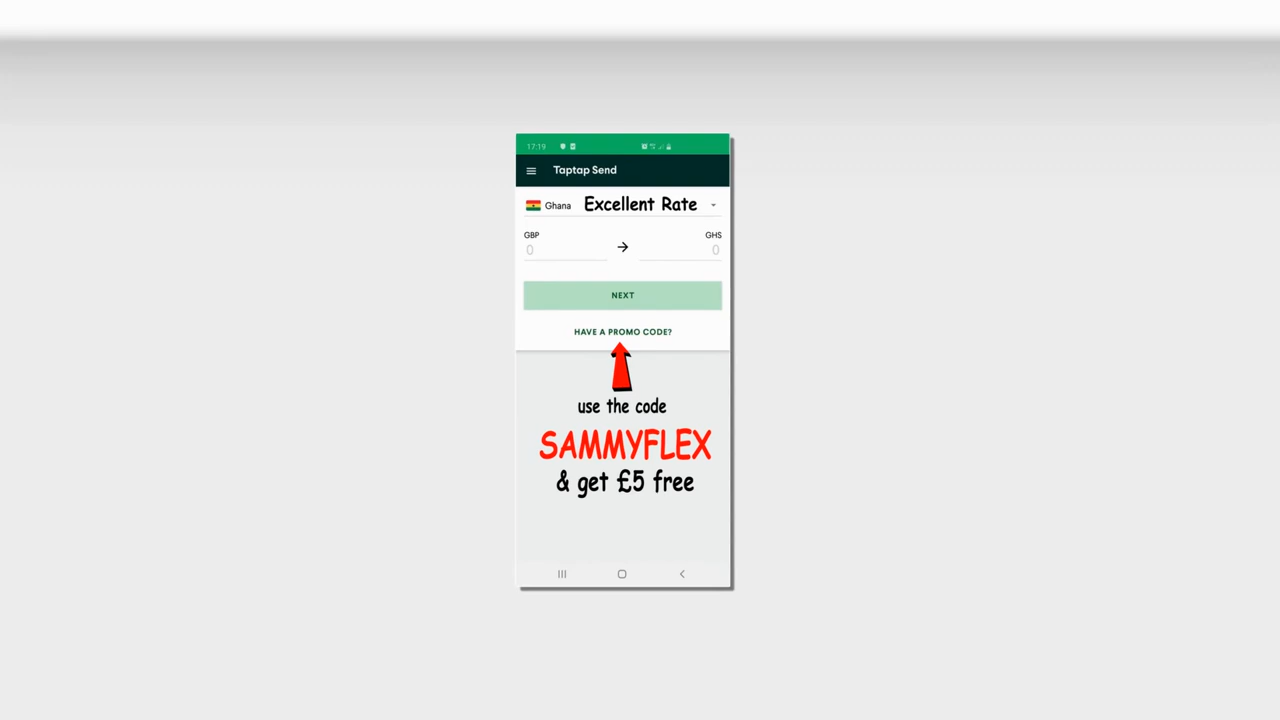 17:19
Taptap Send
Ghana Excellent Rate
GBP GHS
0 0
NEXT
HAVE A PROMO CODE?
use the code
SAMMYFLEX
& get £5 free